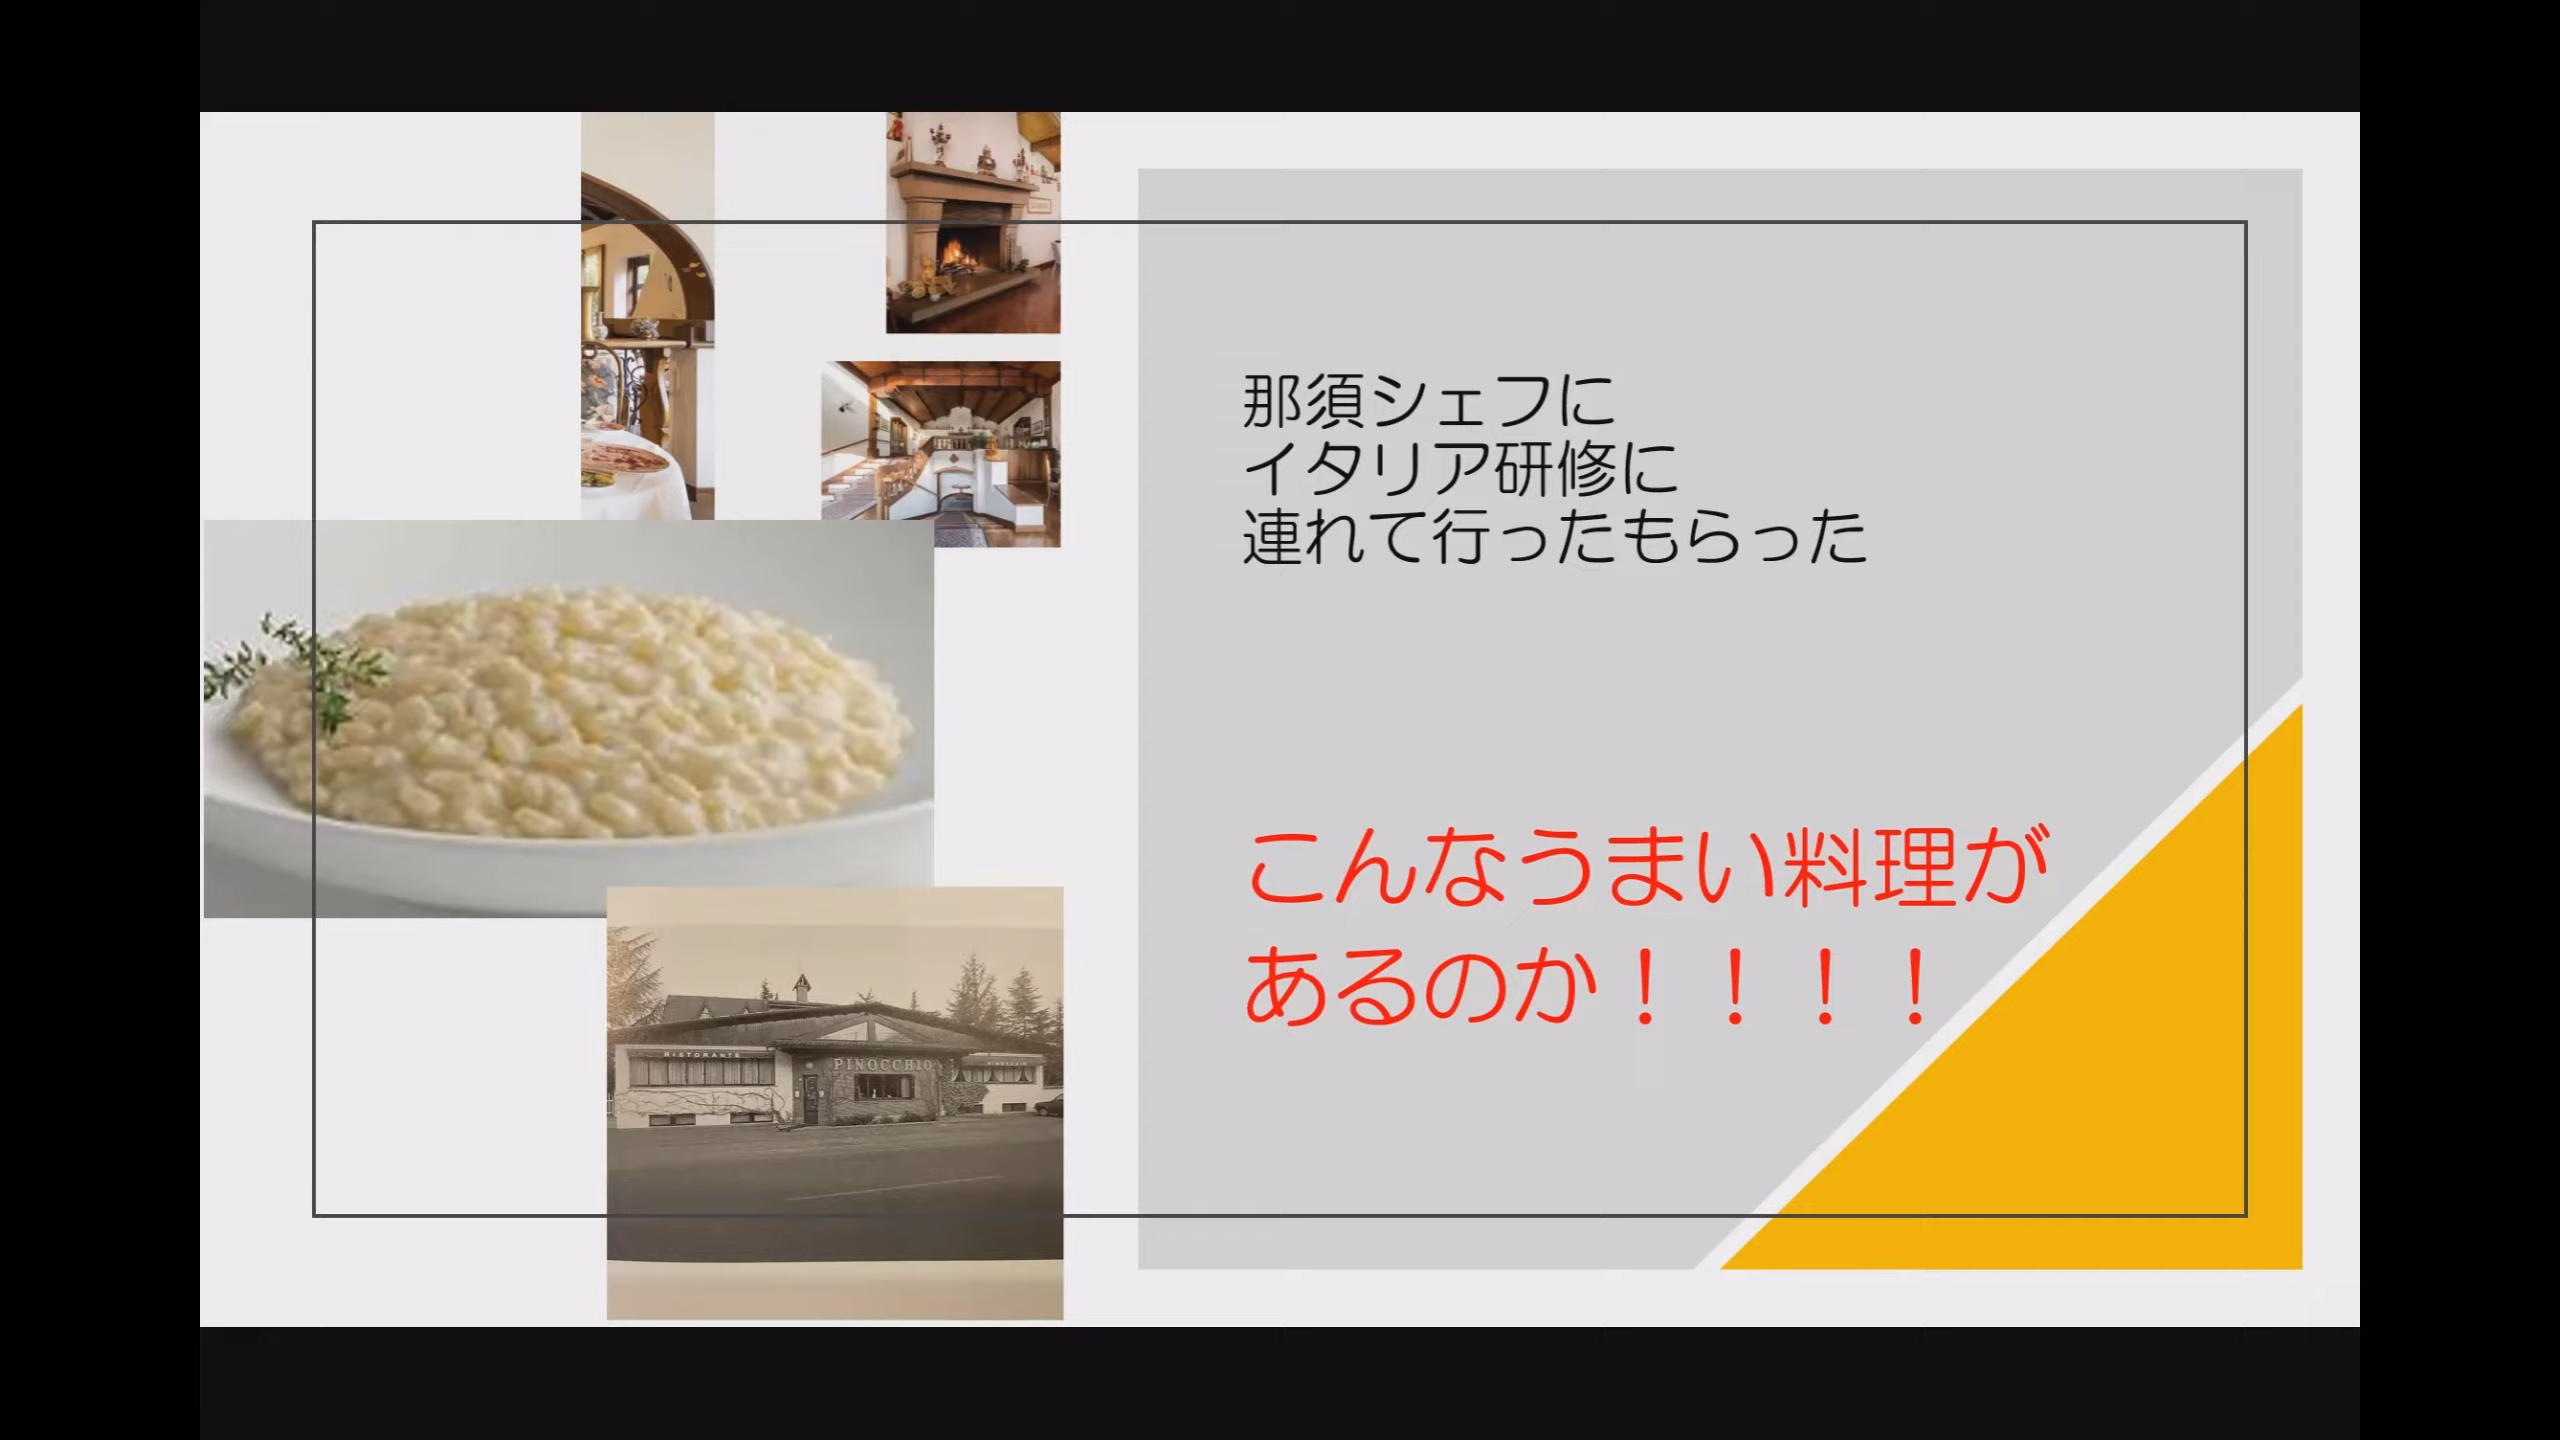 那須シェフに
イタリア研修に
連れて行ったもらった
こんなうまい料理が
あるのか！！！！
RISTORANTE
PINOCCHIO